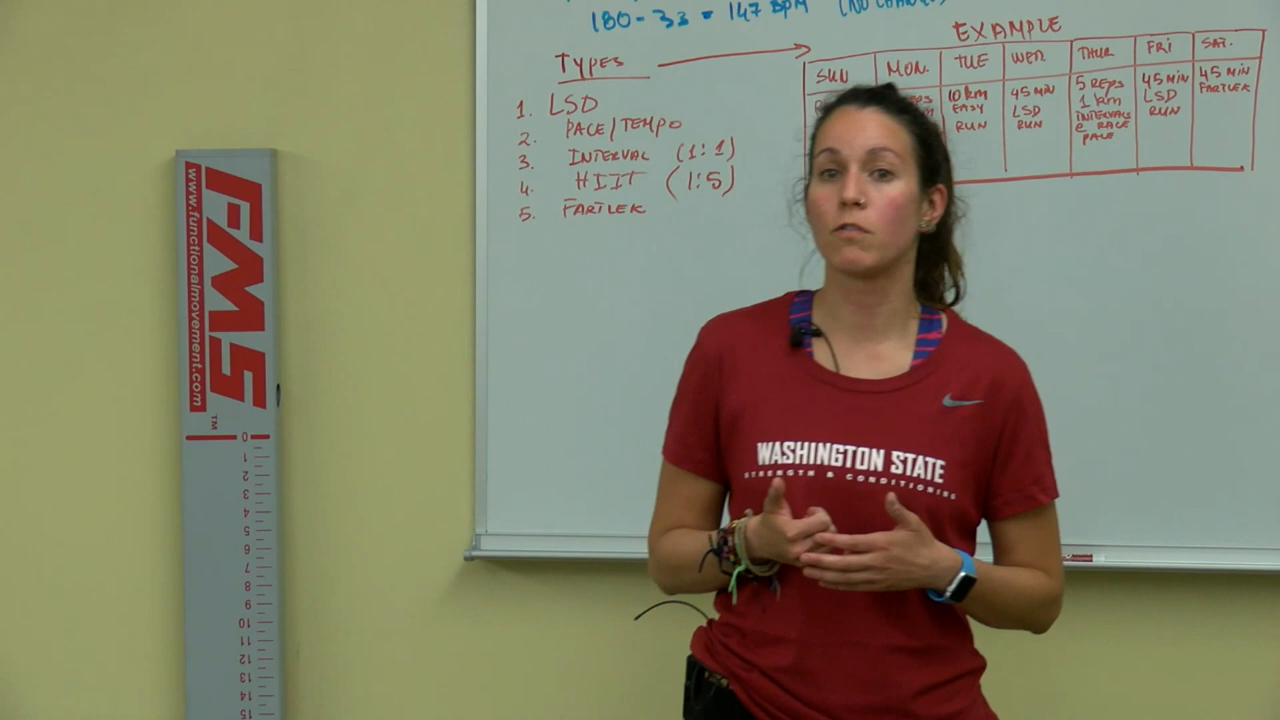 180-33 = 147 BPM (NO CHANGE)
TYPES
1. LSD
2. PACE/TEMPO
3. INTERVAL (1:1)
4. HIIT (1:5)
5. FARTLEK
EXAMPLE
SUN MON. TUE WED. THUR FRI SAT.
10 km
EASY
RUN
45 MIN
LSD
RUN
5 REPS
1 km
INTERVALS
@ RACE
PACE
45 MIN
LSD
RUN
45 MIN
FARTLEK
FMS
TM
www.functionalmovement.com
0
1
2
3
4
5
6
7
8
9
10
11
12
13
14
15
WASHINGTON STATE
STRENGTH & CONDITIONING